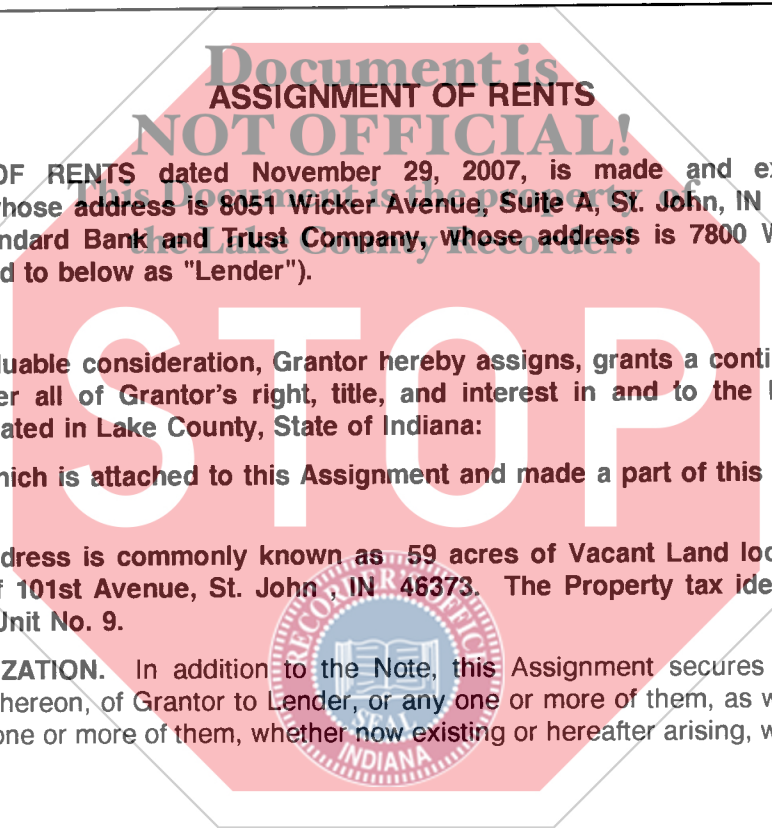 Document is
ASSIGNMENT OF RENTS
NOT OFFICIAL!
OF RENTS dated November 29, 2007, is made and ex
This Document is the property of
whose address is 8051 Wicker Avenue, Suite A, St. John, IN
ndard Bank and Trust Company, whose address is 7800 W
the Lake County Recorder!
d to below as "Lender").
STOP
luable consideration, Grantor hereby assigns, grants a conti
er all of Grantor's right, title, and interest in and to the
ated in Lake County, State of Indiana:
hich is attached to this Assignment and made a part of this
dress is commonly known as 59 acres of Vacant Land loc
f 101st Avenue, St. John , IN 46373. The Property tax ide
Unit No. 9.
RECORDER'S OFFICE
ZATION. In addition to the Note, this Assignment secures
thereon, of Grantor to Lender, or any one or more of them, as w
one or more of them, whether now existing or hereafter arising, w
SEAL
INDIANA